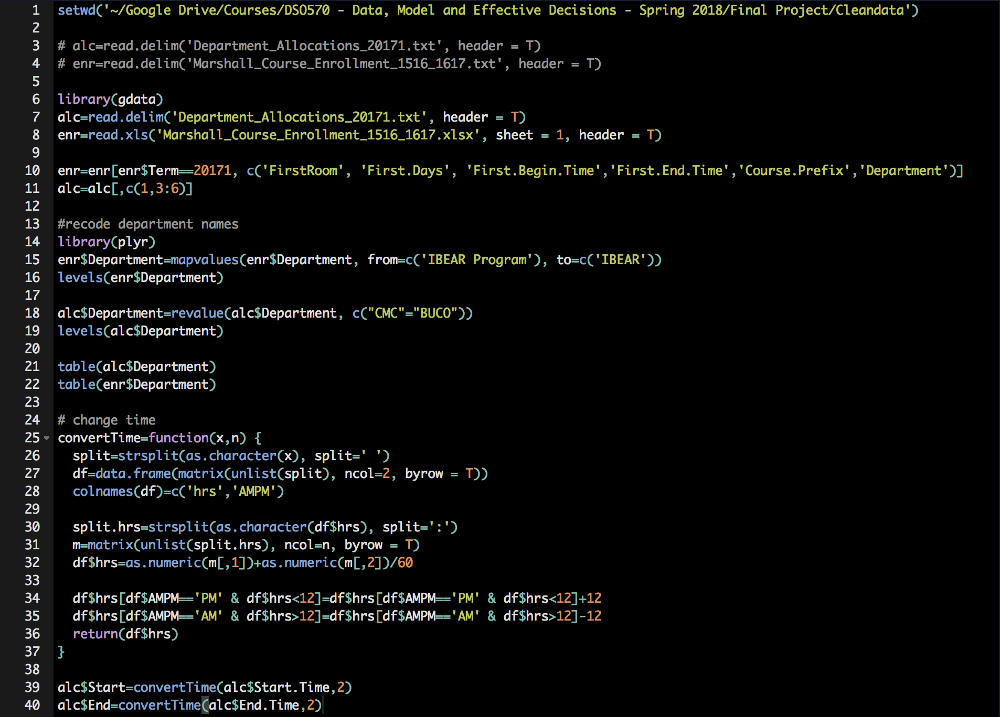 1 setwd('~/Google Drive/Courses/DSO570 - Data, Model and Effective Decisions - Spring 2018/Final Project/Cleandata')
2
3 # alc=read.delim('Department_Allocations_20171.txt', header = T)
4 # enr=read.delim('Marshall_Course_Enrollment_1516_1617.txt', header = T)
5
6 library(gdata)
7 alc=read.delim('Department_Allocations_20171.txt', header = T)
8 enr=read.xls('Marshall_Course_Enrollment_1516_1617.xlsx', sheet = 1, header = T)
9
10 enr=enr[enr$Term==20171, c('FirstRoom', 'First.Days', 'First.Begin.Time','First.End.Time','Course.Prefix','Department')]
11 alc=alc[,c(1,3:6)]
12
13 #recode department names
14 library(plyr)
15 enr$Department=mapvalues(enr$Department, from=c('IBEAR Program'), to=c('IBEAR'))
16 levels(enr$Department)
17
18 alc$Department=revalue(alc$Department, c("CMC"="BUCO"))
19 levels(alc$Department)
20
21 table(alc$Department)
22 table(enr$Department)
23
24 # change time
25 convertTime=function(x,n) {
26   split=strsplit(as.character(x), split=' ')
27   df=data.frame(matrix(unlist(split), ncol=2, byrow = T))
28   colnames(df)=c('hrs','AMPM')
29
30   split.hrs=strsplit(as.character(df$hrs), split=':')
31   m=matrix(unlist(split.hrs), ncol=n, byrow = T)
32   df$hrs=as.numeric(m[,1])+as.numeric(m[,2])/60
33
34   df$hrs[df$AMPM=='PM' & df$hrs<12]=df$hrs[df$AMPM=='PM' & df$hrs<12]+12
35   df$hrs[df$AMPM=='AM' & df$hrs>12]=df$hrs[df$AMPM=='AM' & df$hrs>12]-12
36   return(df$hrs)
37 }
38
39 alc$Start=convertTime(alc$Start.Time,2)
40 alc$End=convertTime(alc$End.Time,2)